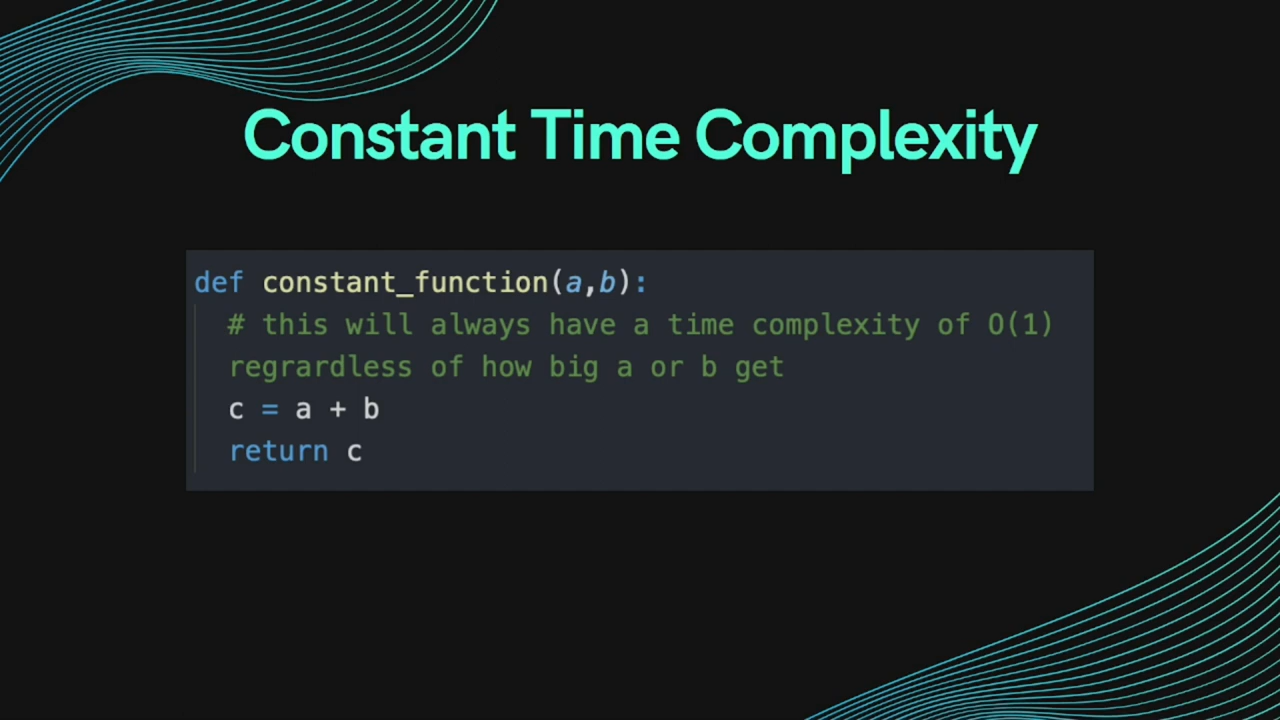 Constant Time Complexity
def constant_function(a,b):
# this will always have a time complexity of O(1)
regrardless of how big a or b get
c = a + b
return c